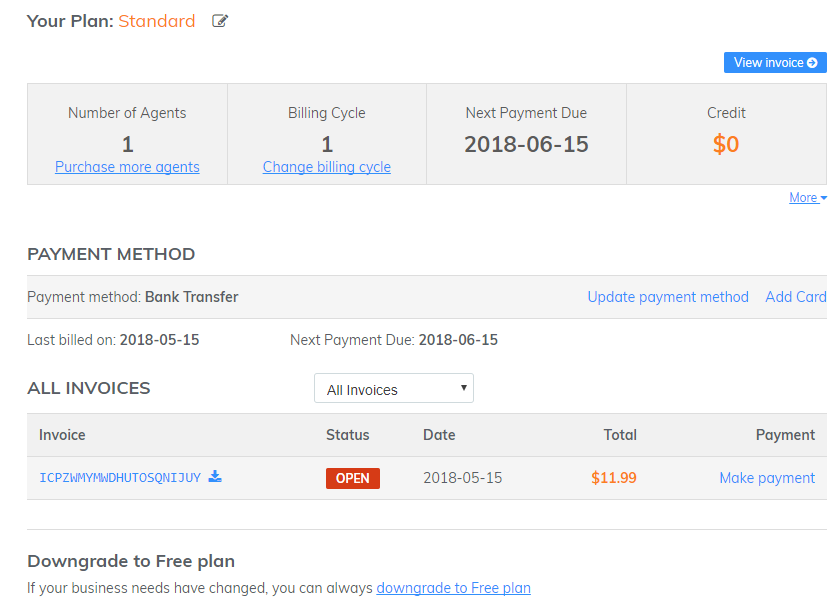 Your Plan: Standard
View invoice
Number of Agents Billing Cycle Next Payment Due Credit
1 1 2018-06-15 $0
Purchase more agents Change billing cycle
More
PAYMENT METHOD
Payment method: Bank Transfer Update payment method Add Card
Last billed on: 2018-05-15 Next Payment Due: 2018-06-15
ALL INVOICES All Invoices
Invoice Status Date Total Payment
ICPZWMYMWDHUTOSQNIJUY OPEN 2018-05-15 $11.99 Make payment
Downgrade to Free plan
If your business needs have changed, you can always downgrade to Free plan